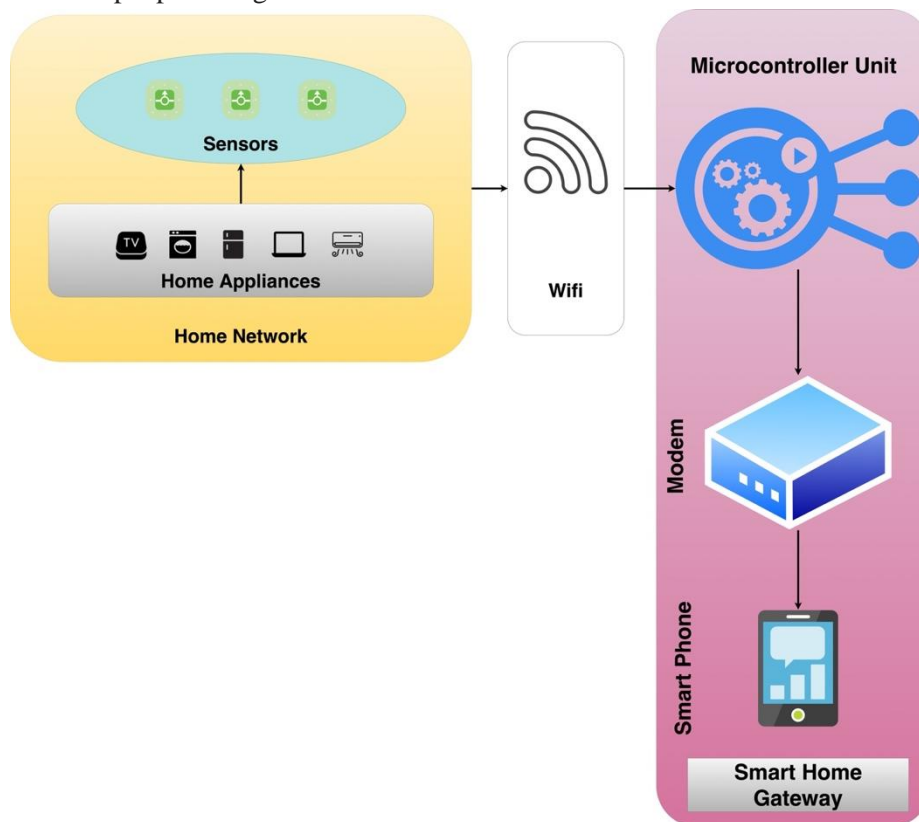 Microcontroller Unit
Sensors
TV
Home Appliances
Home Network
Wifi
Modem
Smart Phone
Smart Home
Gateway